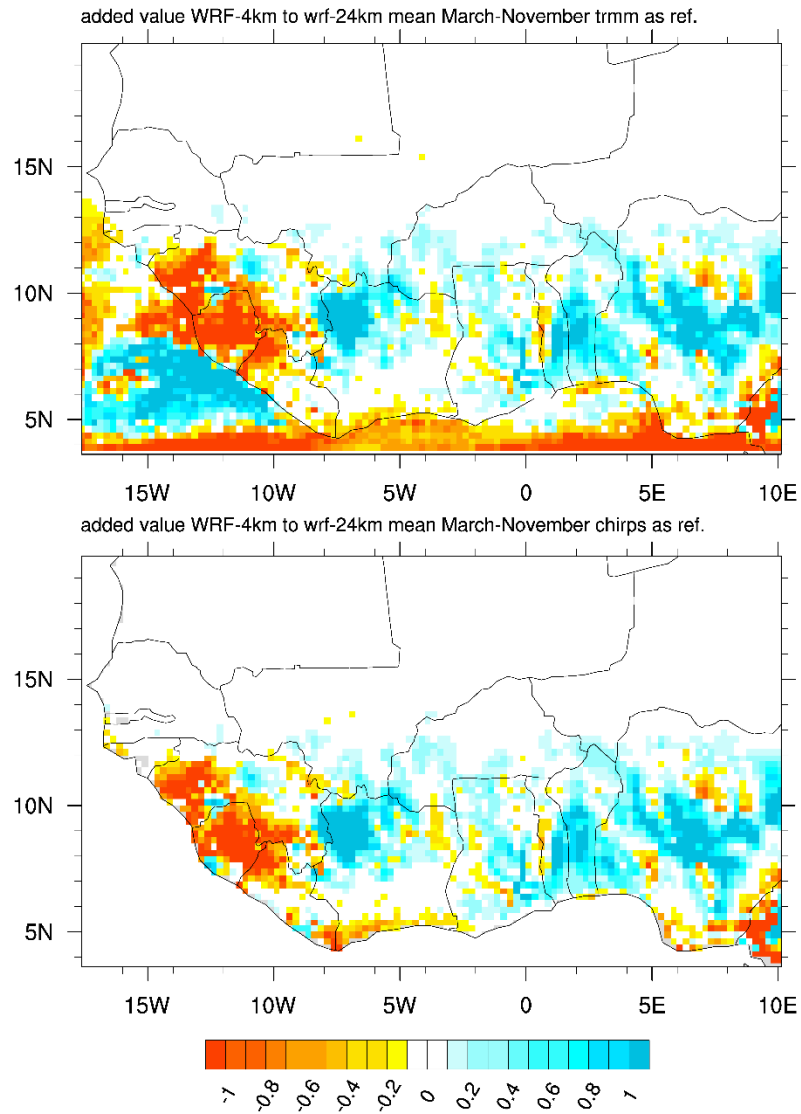 added value WRF-4km to wrf-24km mean March-November trmm as ref.
15N
10N
5N
15W 10W 5W 0 5E 10E
added value WRF-4km to wrf-24km mean March-November chirps as ref.
15N
10N
5N
15W 10W 5W 0 5E 10E
-1 -0.8 -0.6 -0.4 -0.2 0 0.2 0.4 0.6 0.8 1